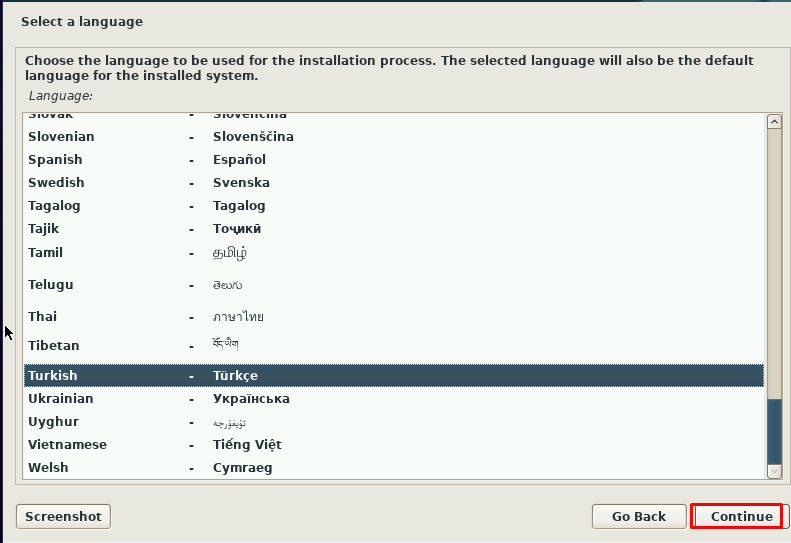 Select a language
Choose the language to be used for the installation process. The selected language will also be the default
language for the installed system.
Language:
Slovak - Slovenčina
Slovenian - Slovenščina
Spanish - Español
Swedish - Svenska
Tagalog - Tagalog
Tajik - Тоҷикӣ
Tamil - தமிழ்
Telugu - తెలుగు
Thai - ภาษาไทย
Tibetan - བོད་ཡིག
Turkish - Türkçe
Ukrainian - Українська
Uyghur - ئۇيغۇرچە
Vietnamese - Tiếng Việt
Welsh - Cymraeg
Screenshot Go Back Continue